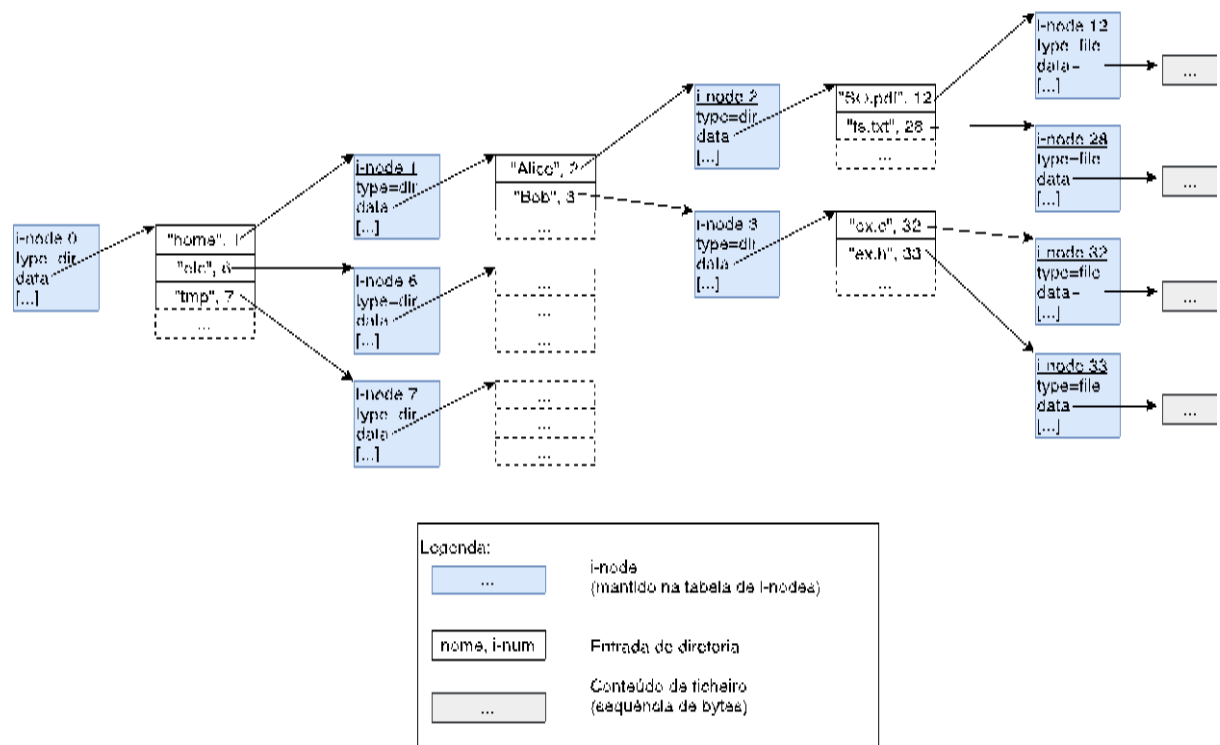 i-node 0
type=dir
data
[...]
"home", 1
"etc", 6
"tmp", 7
...
i-node 1
type=dir
data
[...]
i-node 6
type=dir
data
[...]
i-node 7
type=dir
data
[...]
"Alice", 2
"Bob", 3
...
...
...
...
...
...
...
i-node 2
type=dir
data
[...]
i-node 3
type=dir
data
[...]
"SO.pdf", 12
"fs.txt", 28
...
"ex.c", 32
"ex.h", 33
...
i-node 12
type=file
data
[...]
...
i-node 28
type=file
data
[...]
...
i-node 32
type=file
data
[...]
...
i-node 33
type=file
data
[...]
...
Legenda:
...
i-node
(mantido na tabela de i-nodes)
nome, i-num
Entrada de diretoria
...
Conteúdo de ficheiro
(sequência de bytes)